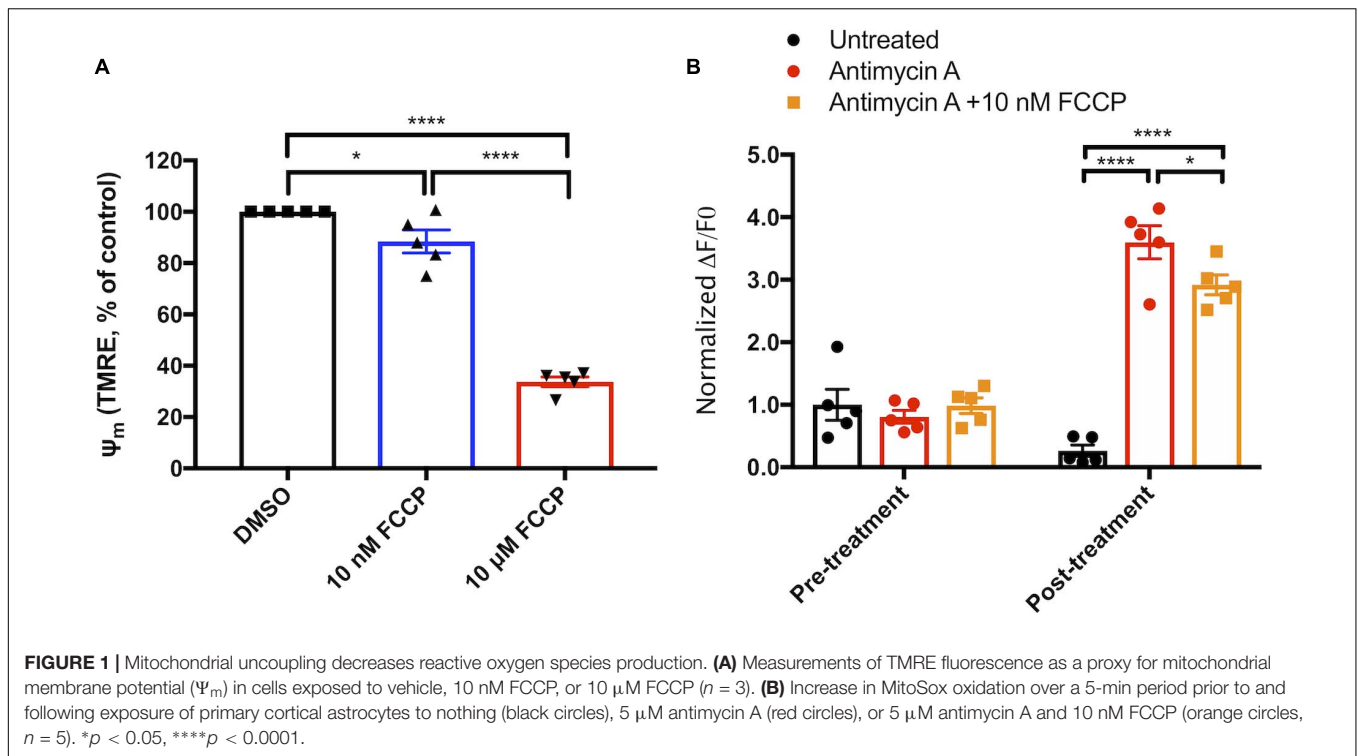 A
****
*
****
120
100
80
60
40
20
0
Ψm (TMRE, % of control)
DMSO
10 nM FCCP
10 µM FCCP
B
Untreated
Antimycin A
Antimycin A +10 nM FCCP
****
****
*
5.0
4.0
3.0
2.0
1.0
0.0
Normalized ΔF/F0
Pre-treatment
Post-treatment
FIGURE 1 | Mitochondrial uncoupling decreases reactive oxygen species production. (A) Measurements of TMRE fluorescence as a proxy for mitochondrial
membrane potential (Ψm) in cells exposed to vehicle, 10 nM FCCP, or 10 µM FCCP (n = 3). (B) Increase in MitoSox oxidation over a 5-min period prior to and
following exposure of primary cortical astrocytes to nothing (black circles), 5 µM antimycin A (red circles), or 5 µM antimycin A and 10 nM FCCP (orange circles,
n = 5). *p < 0.05, ****p < 0.0001.